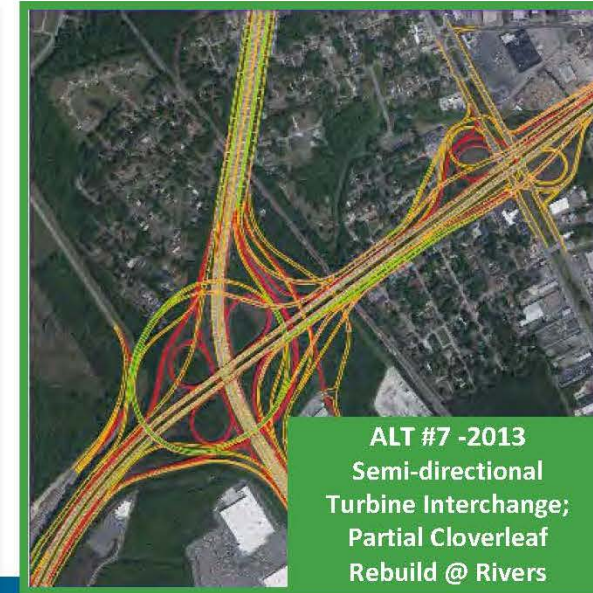 ALT #7 -2013
Semi-directional
Turbine Interchange;
Partial Cloverleaf
Rebuild @ Rivers